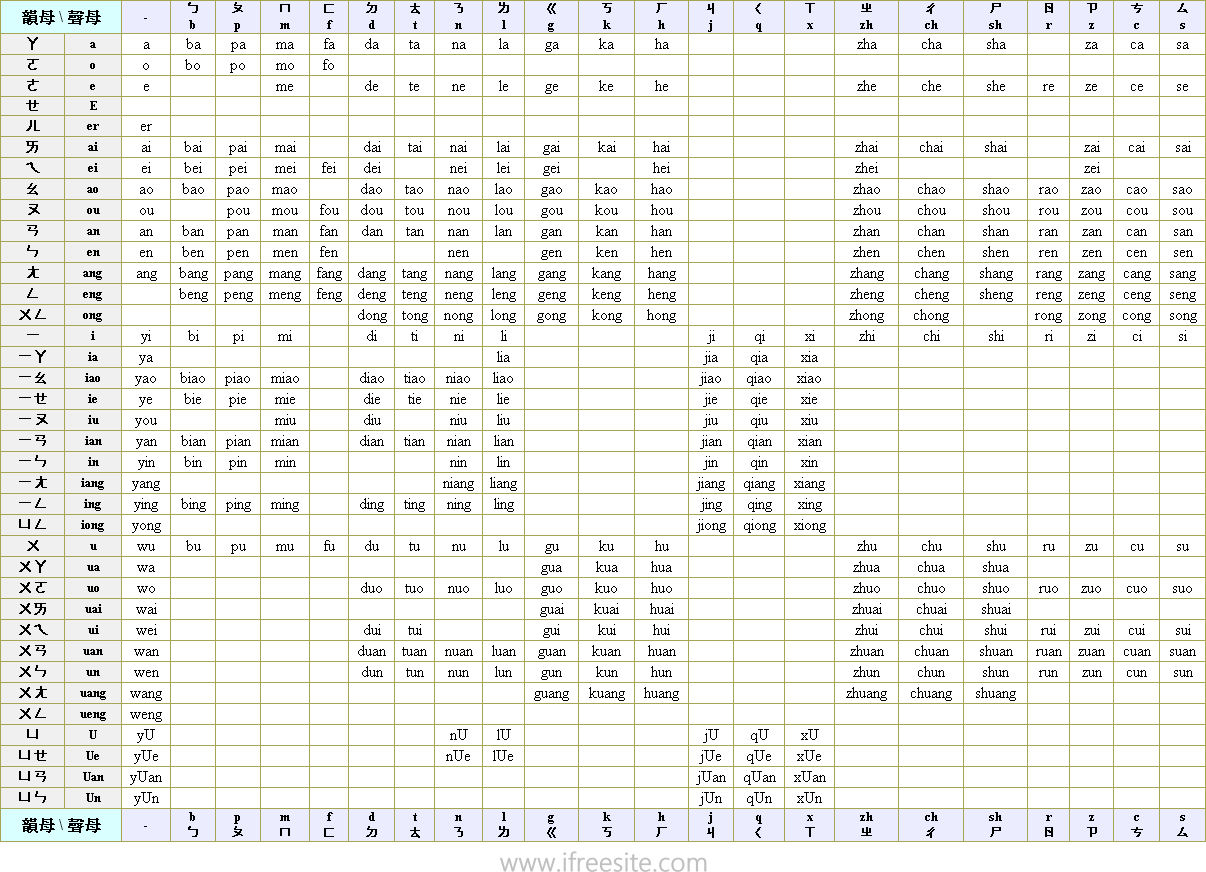 韻母 \ 聲母 - ㄅ ㄆ ㄇ ㄈ ㄉ ㄊ ㄋ ㄌ ㄍ ㄎ ㄏ ㄐ ㄑ ㄒ ㄓ ㄔ ㄕ ㄖ ㄗ ㄘ ㄙ
b p m f d t n l g k h j q x zh ch sh r z c s
ㄚ a a ba pa ma fa da ta na la ga ka ha zha cha sha za ca sa
ㄛ o o bo po mo fo
ㄜ e e me de te ne le ge ke he zhe che she re ze ce se
ㄝ E
ㄦ er er
ㄞ ai ai bai pai mai dai tai nai lai gai kai hai zhai chai shai zai cai sai
ㄟ ei ei bei pei mei fei dei nei lei gei hei zhei zei
ㄠ ao ao bao pao mao dao tao nao lao gao kao hao zhao chao shao rao zao cao sao
ㄡ ou ou pou mou fou dou tou nou lou gou kou hou zhou chou shou rou zou cou sou
ㄢ an an ban pan man fan dan tan nan lan gan kan han zhan chan shan ran zan can san
ㄣ en en ben pen men fen nen gen ken hen zhen chen shen ren zen cen sen
ㄤ ang ang bang pang mang fang dang tang nang lang gang kang hang zhang chang shang rang zang cang sang
ㄥ eng beng peng meng feng deng teng neng leng geng keng heng zheng cheng sheng reng zeng ceng seng
ㄨㄥ ong dong tong nong long gong kong hong zhong chong rong zong cong song
ㄧ i yi bi pi mi di ti ni li ji qi xi zhi chi shi ri zi ci si
ㄧㄚ ia ya lia jia qia xia
ㄧㄠ iao yao biao piao miao diao tiao niao liao jiao qiao xiao
ㄧㄝ ie ye bie pie mie die tie nie lie jie qie xie
ㄧㄡ iu you miu diu niu liu jiu qiu xiu
ㄧㄢ ian yan bian pian mian dian tian nian lian jian qian xian
ㄧㄣ in yin bin pin min nin lin jin qin xin
ㄧㄤ iang yang niang liang jiang qiang xiang
ㄧㄥ ing ying bing ping ming ding ting ning ling jing qing xing
ㄩㄥ iong yong jiong qiong xiong
ㄨ u wu bu pu mu fu du tu nu lu gu ku hu zhu chu shu ru zu cu su
ㄨㄚ ua wa gua kua hua zhua chua shua
ㄨㄛ uo wo duo tuo nuo luo guo kuo huo zhuo chuo shuo ruo zuo cuo suo
ㄨㄞ uai wai guai kuai huai zhuai chuai shuai
ㄨㄟ ui wei dui tui gui kui hui zhui chui shui rui zui cui sui
ㄨㄢ uan wan duan tuan nuan luan guan kuan huan zhuan chuan shuan ruan zuan cuan suan
ㄨㄣ un wen dun tun nun lun gun kun hun zhun chun shun run zun cun sun
ㄨㄤ uang wang guang kuang huang zhuang chuang shuang
ㄨㄥ ueng weng
ㄩ U yU nU lU jU qU xU
ㄩㄝ Ue yUe nUe lUe jUe qUe xUe
ㄩㄢ Uan yUan jUan qUan xUan
ㄩㄣ Un yUn jUn qUn xUn
韻母 \ 聲母 - b p m f d t n l g k h j q x zh ch sh r z c s
ㄅ ㄆ ㄇ ㄈ ㄉ ㄊ ㄋ ㄌ ㄍ ㄎ ㄏ ㄐ ㄑ ㄒ ㄓ ㄔ ㄕ ㄖ ㄗ ㄘ ㄙ
www.ifreesite.com